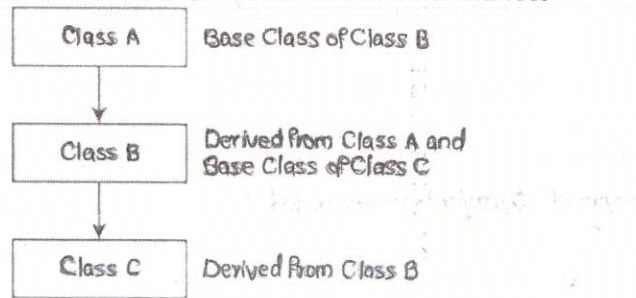 Class A
Base Class of Class B
Class B
Derived from Class A and
Base Class of Class C
Class C
Derived from Class B